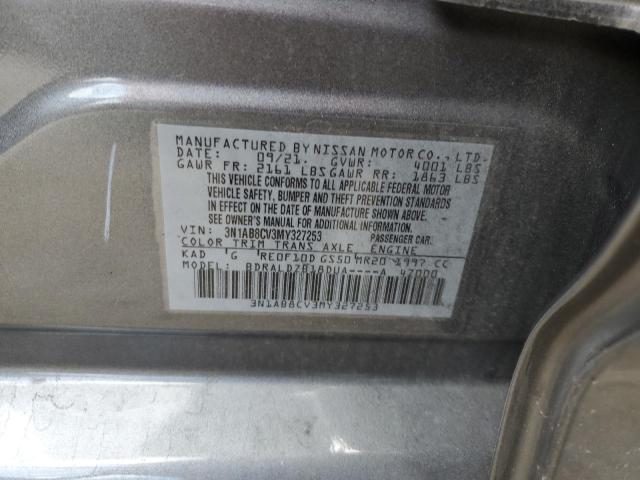 MANUFACTURED BY NISSAN MOTOR CO., LTD.
DATE: 09/21. GVWR: 4001 LBS
GAWR FR: 2161 LBS GAWR RR: 1863 LBS
THIS VEHICLE CONFORMS TO ALL APPLICABLE FEDERAL MOTOR
VEHICLE SAFETY, BUMPER AND THEFT PREVENTION STANDARDS
IN EFFECT ON THE DATE OF MANUFACTURE SHOWN ABOVE.
SEE OWNER'S MANUAL FOR ADDITIONAL INFORMATION.
VIN: 3N1AB8CV3MY327253 PASSENGER CAR.
COLOR TRIM TRANS AXLE, ENGINE
KAD G RE0F10D GS50 MR20 1997 CC
MODEL: BDRALDZB18DUA----A 47000
3N1AB8CV3MY327253